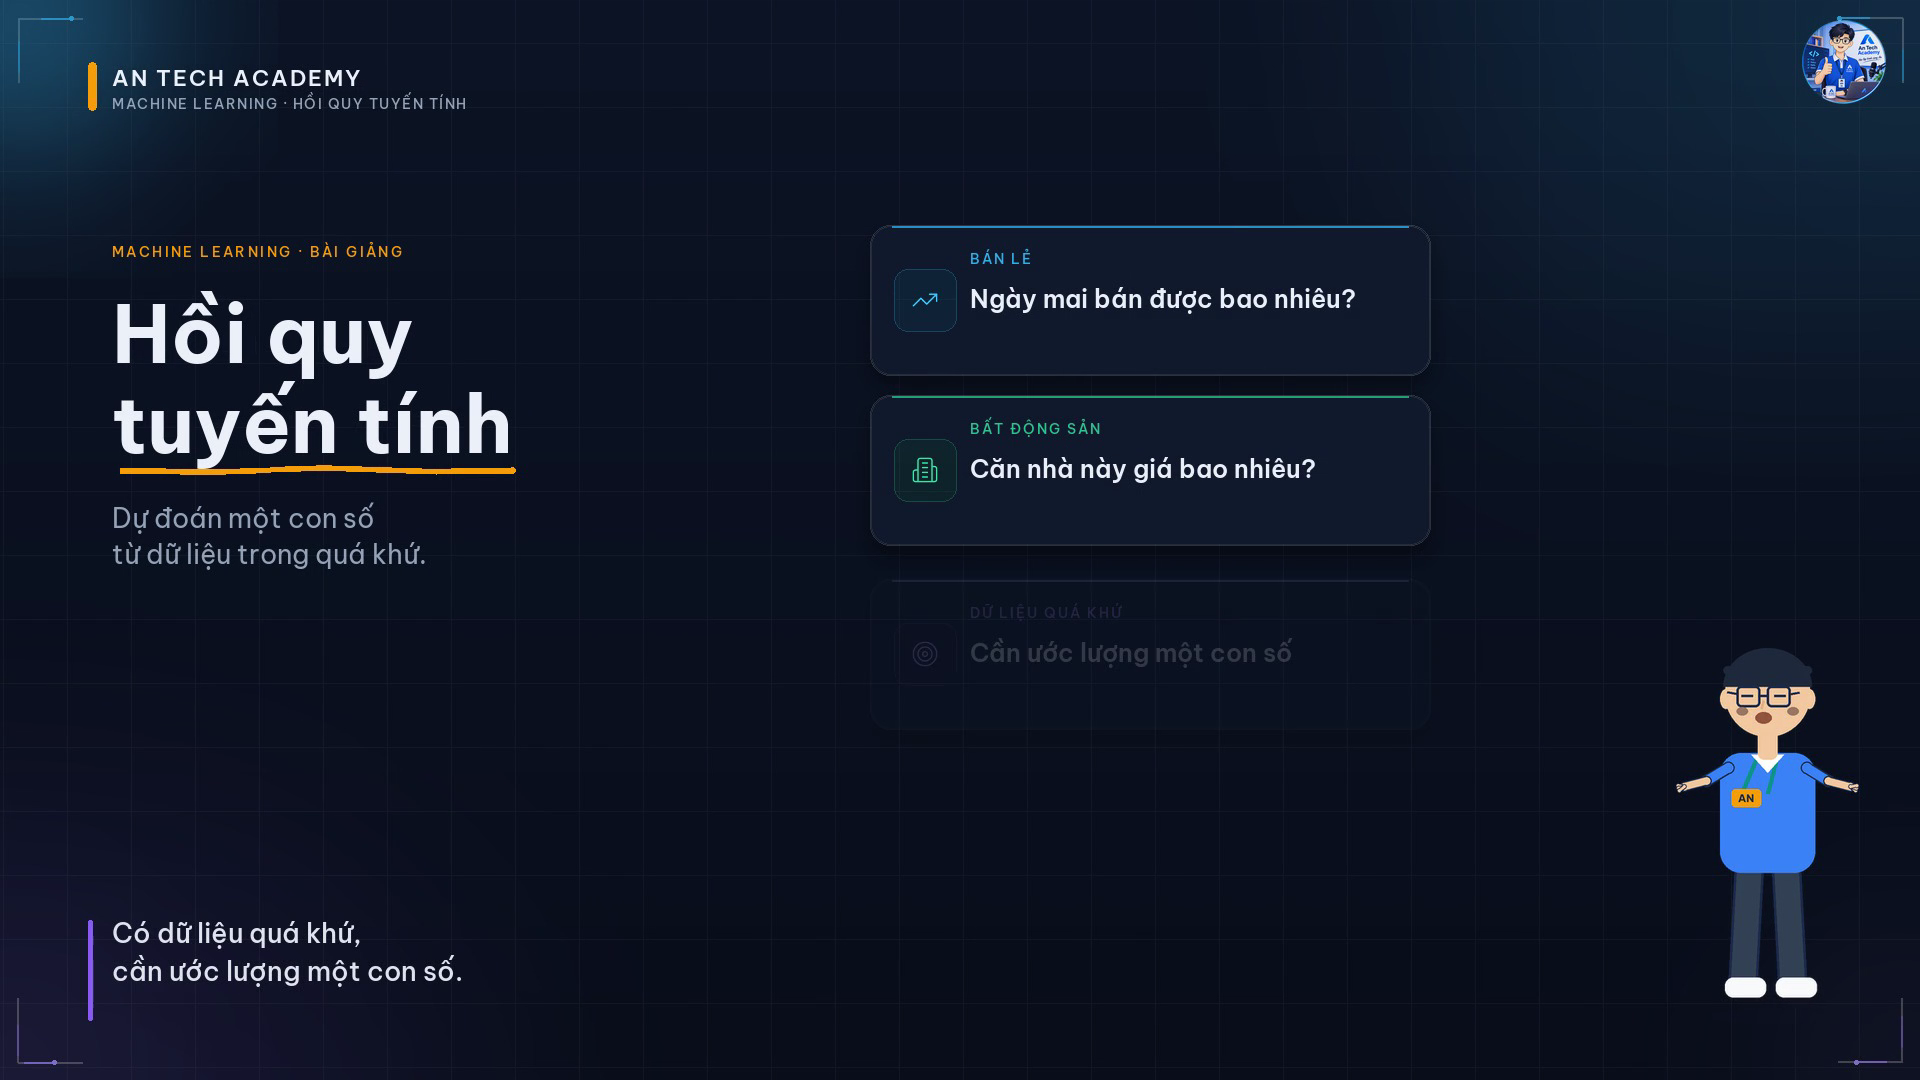 AN TECH ACADEMY
MACHINE LEARNING · HỒI QUY TUYẾN TÍNH
An Tech
Academy
MACHINE LEARNING · BÀI GIẢNG
Hồi quy
tuyến tính
Dự đoán một con số
từ dữ liệu trong quá khứ.
BÁN LẺ
Ngày mai bán được bao nhiêu?
BẤT ĐỘNG SẢN
Căn nhà này giá bao nhiêu?
DỮ LIỆU QUÁ KHỨ
Cần ước lượng một con số
AN
Có dữ liệu quá khứ,
cần ước lượng một con số.